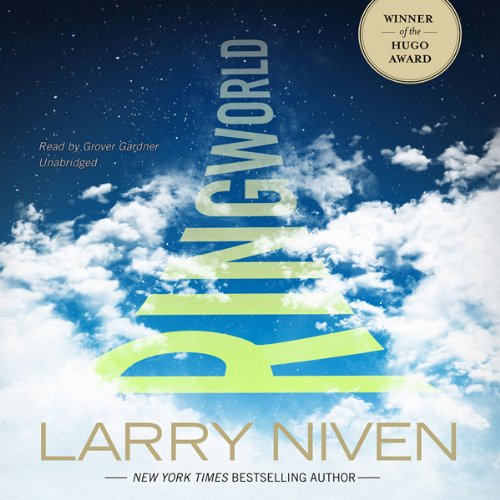 WINNER
of the
HUGO
AWARD
Read by Grover Gardner
Unabridged
RINGWORLD
LARRY NIVEN
NEW YORK TIMES BESTSELLING AUTHOR